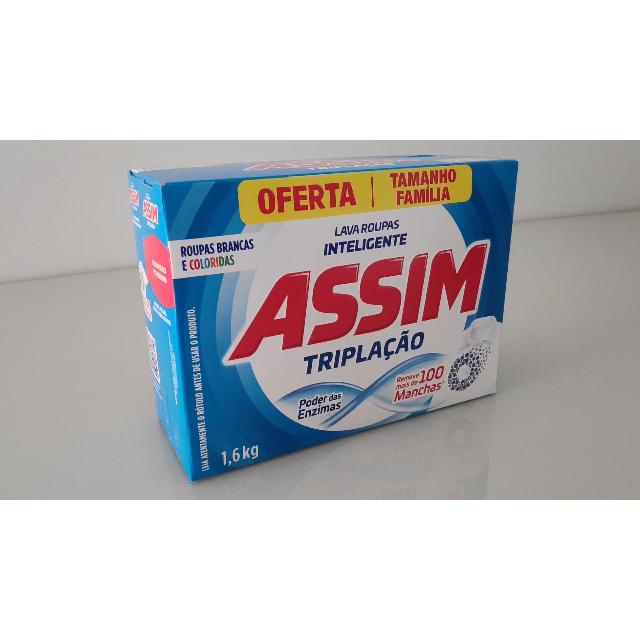 OFERTA | TAMANHO
FAMÍLIA
LAVA ROUPAS
INTELIGENTE
ROUPAS BRANCAS
E COLORIDAS
ASSIM
TRIPLAÇÃO
Poder das
Enzimas
Remove
mais de 100
Manchas*
LEIA ATENTAMENTE O RÓTULO ANTES DE USAR O PRODUTO.
1,6 kg
ASSIM